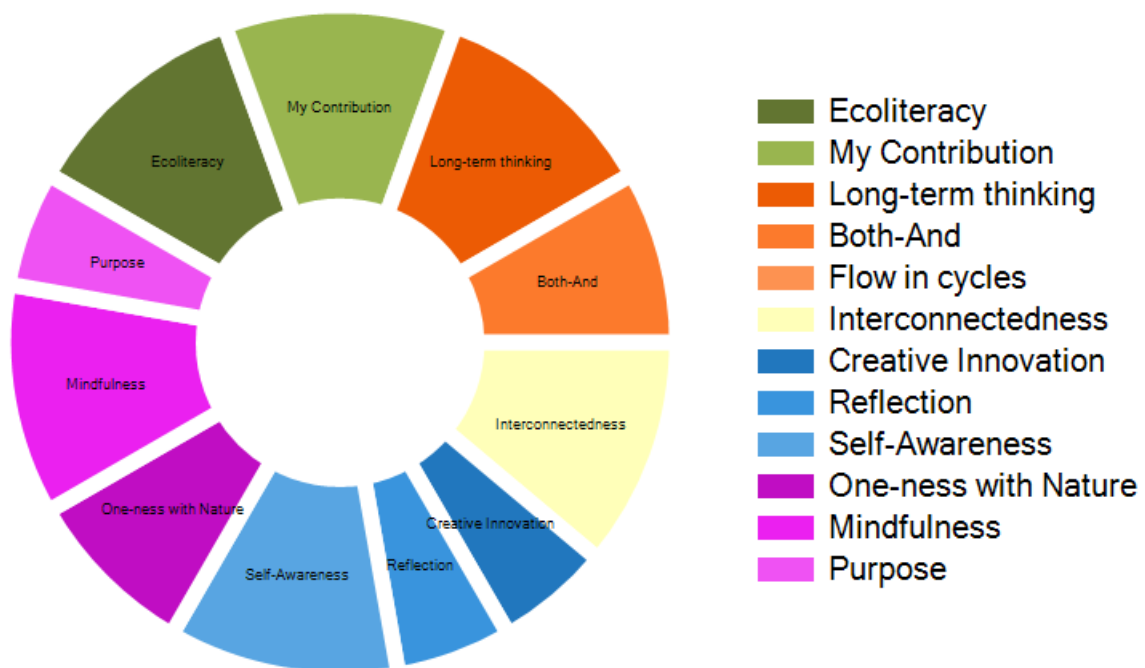 My Contribution
Ecoliteracy
Long-term thinking
Purpose
Both-And
Mindfulness
Interconnectedness
One-ness with Nature
Creative Innovation
Reflection
Self-Awareness
Ecoliteracy
My Contribution
Long-term thinking
Both-And
Flow in cycles
Interconnectedness
Creative Innovation
Reflection
Self-Awareness
One-ness with Nature
Mindfulness
Purpose